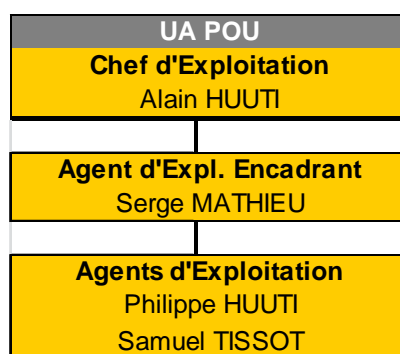 UA POU
Chef d'Exploitation
Alain HUUTI
Agent d'Expl. Encadrant
Serge MATHIEU
Agents d'Exploitation
Philippe HUUTI
Samuel TISSOT